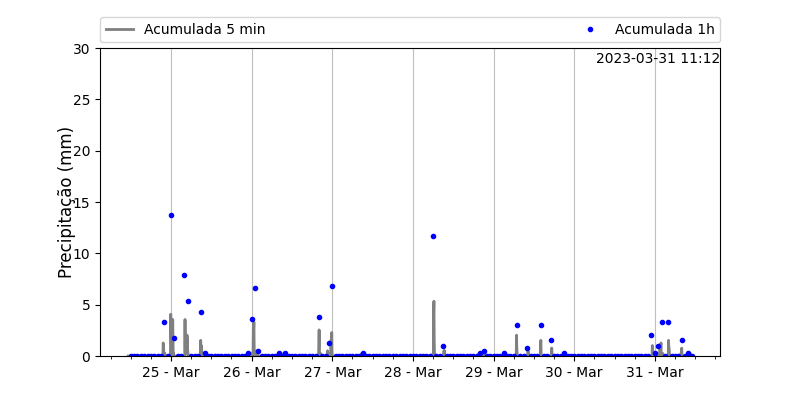 Acumulada 5 min
Acumulada 1h
2023-03-31 11:12
Precipitação (mm)
30
25
20
15
10
5
0
25 - Mar
26 - Mar
27 - Mar
28 - Mar
29 - Mar
30 - Mar
31 - Mar